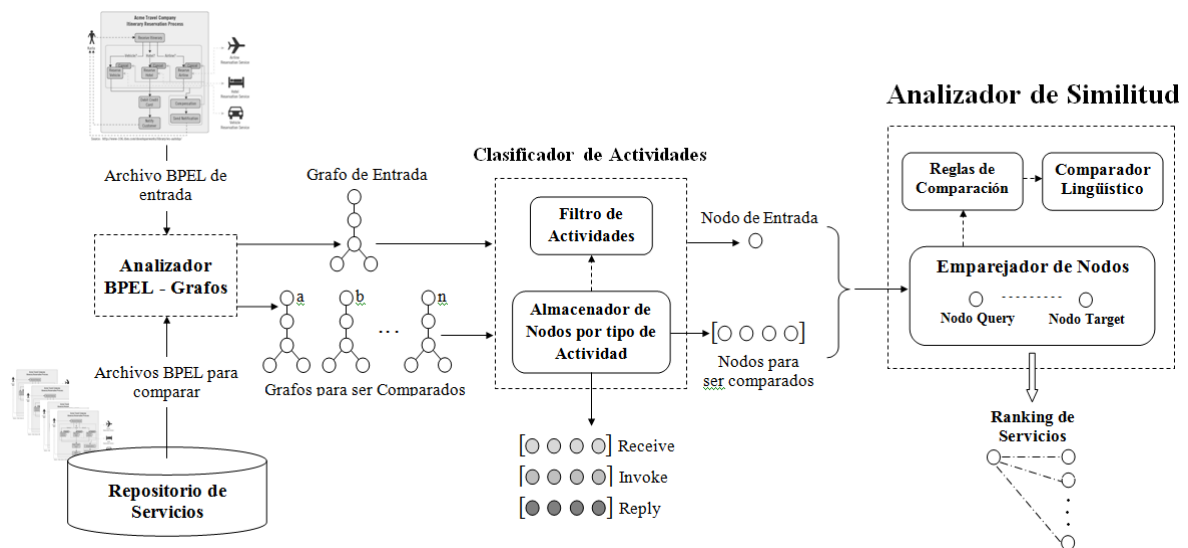 Acme Travel Company
Itinerary Reservation Process
Archivo BPEL de
entrada
Analizador
BPEL - Grafos
Archivos BPEL para
comparar
Repositorio de
Servicios
Grafo de Entrada
a
b
n
...
Grafos para ser Comparados
Clasificador de Actividades
Filtro de
Actividades
Almacenador de
Nodos por tipo de
Actividad
Receive
Invoke
Reply
Nodo de Entrada
Nodos para
ser comparados
Analizador de Similitud
Reglas de
Comparación
Comparador
Lingüístico
Emparejador de Nodos
Nodo Query
Nodo Target
Ranking de
Servicios